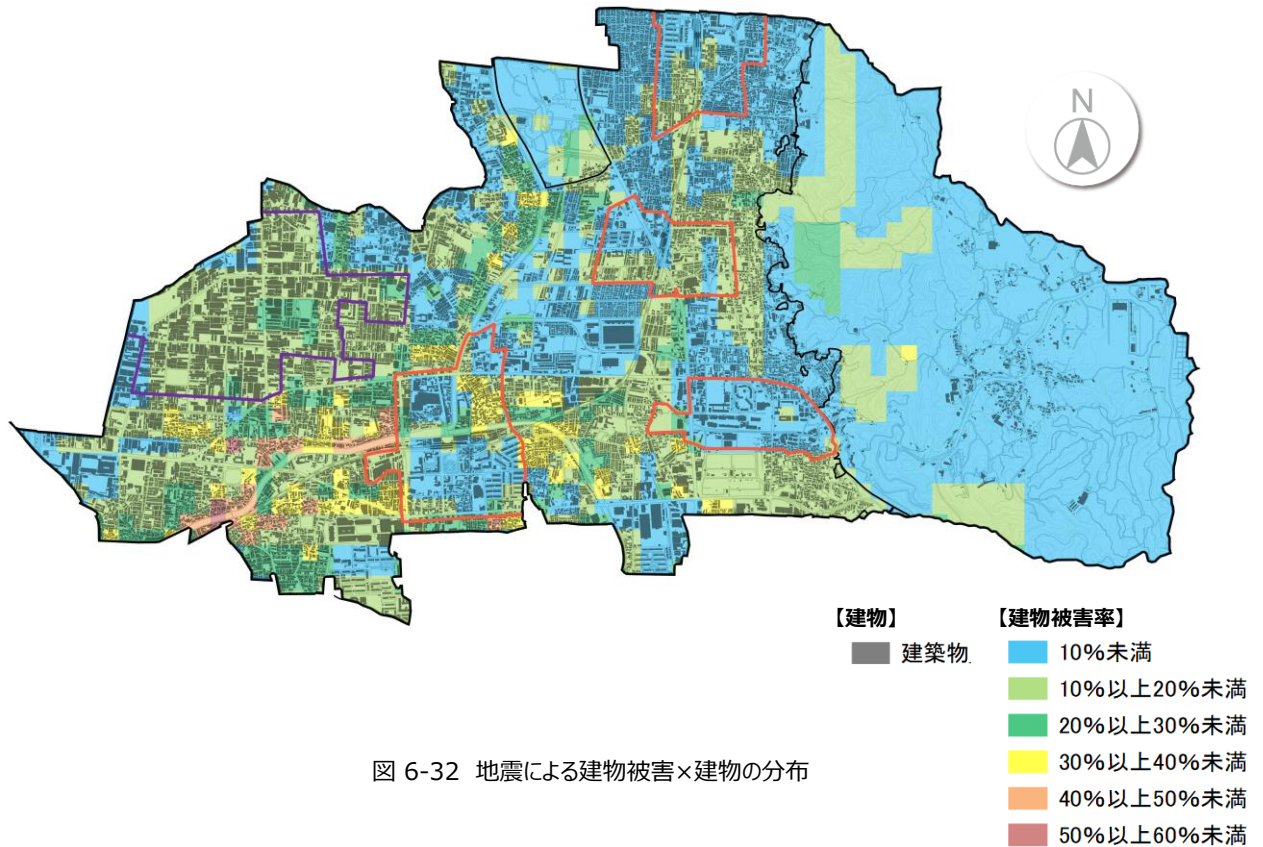 N
【建物】
建築物
【建物被害率】
10%未満
10%以上20%未満
20%以上30%未満
30%以上40%未満
40%以上50%未満
50%以上60%未満
図 6-32 地震による建物被害×建物の分布